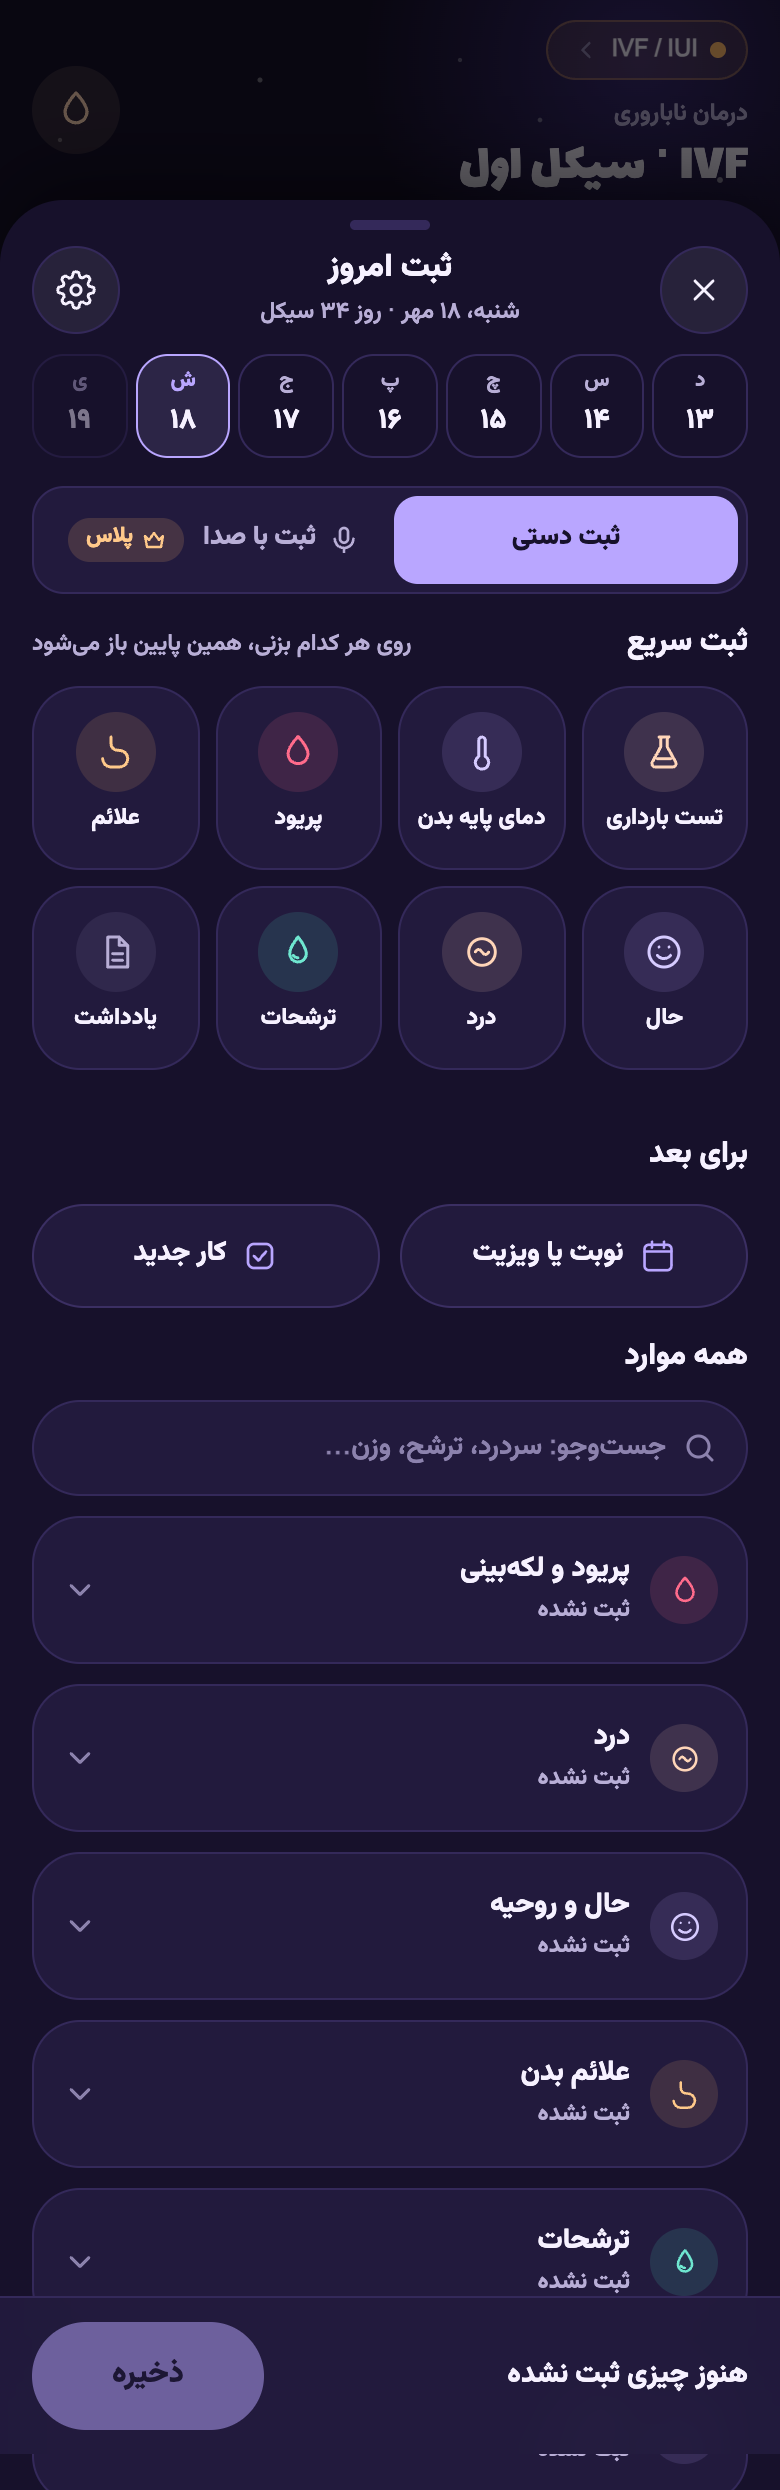 IVF / IUI
درمان ناباروری
IVF · سیکل اول
ثبت امروز
شنبه، ۱۸ مهر · روز ۳۴ سیکل
د س چ پ ج ش ی
۱۳ ۱۴ ۱۵ ۱۶ ۱۷ ۱۸ ۱۹
ثبت دستی ثبت با صدا پلاس
ثبت سریع روی هر کدام بزنی، همین پایین باز می‌شود
تست بارداری دمای پایه بدن پریود علائم
حال درد ترشحات یادداشت
برای بعد
نوبت یا ویزیت کار جدید
همه موارد
جست‌وجو: سردرد، ترشح، وزن...
پریود و لکه‌بینی
ثبت نشده
درد
ثبت نشده
حال و روحیه
ثبت نشده
علائم بدن
ثبت نشده
ترشحات
ثبت نشده
هنوز چیزی ثبت نشده ذخیره